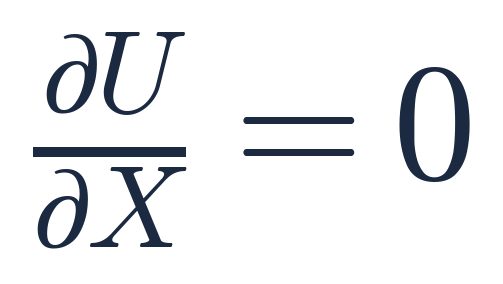 ∂U
∂X
= 0